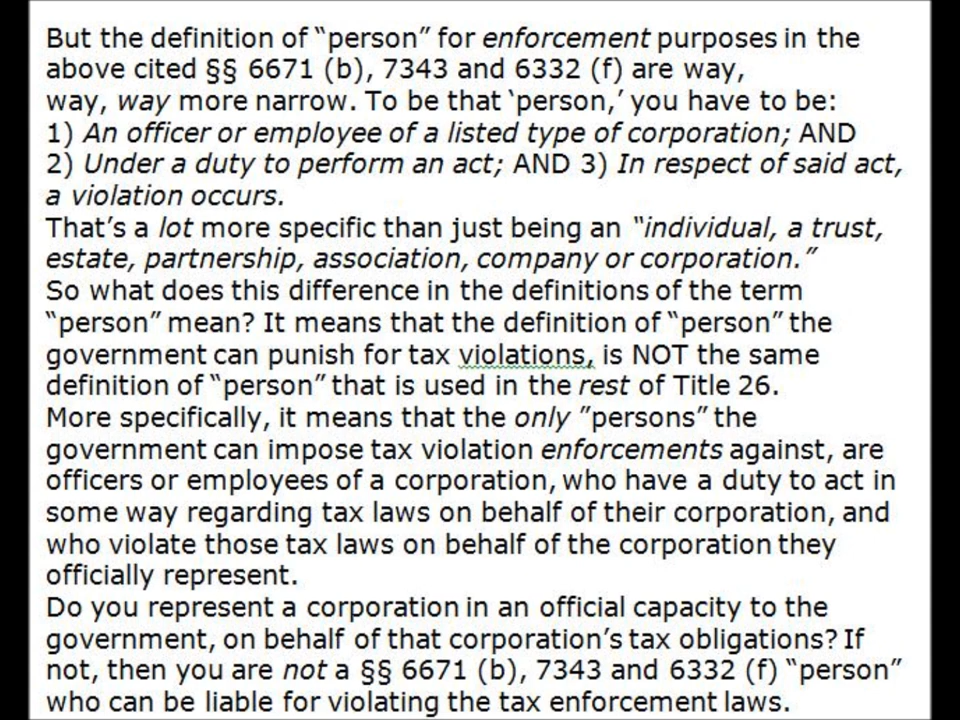 But the definition of “person” for enforcement purposes in the
above cited §§ 6671 (b), 7343 and 6332 (f) are way,
way, way more narrow. To be that ‘person,’ you have to be:
1) An officer or employee of a listed type of corporation; AND
2) Under a duty to perform an act; AND 3) In respect of said act,
a violation occurs.
That’s a lot more specific than just being an “individual, a trust,
estate, partnership, association, company or corporation.”
So what does this difference in the definitions of the term
“person” mean? It means that the definition of “person” the
government can punish for tax violations, is NOT the same
definition of “person” that is used in the rest of Title 26.
More specifically, it means that the only ”persons” the
government can impose tax violation enforcements against, are
officers or employees of a corporation, who have a duty to act in
some way regarding tax laws on behalf of their corporation, and
who violate those tax laws on behalf of the corporation they
officially represent.
Do you represent a corporation in an official capacity to the
government, on behalf of that corporation’s tax obligations? If
not, then you are not a §§ 6671 (b), 7343 and 6332 (f) “person”
who can be liable for violating the tax enforcement laws.